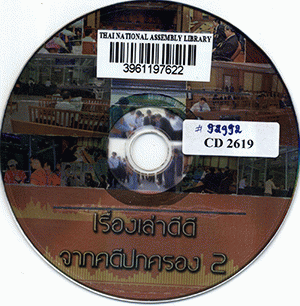 THAI NATIONAL ASSEMBLY LIBRARY
3961197622
CD 2619
เรื่องเล่าดีดี
จากคดีปกครอง 2